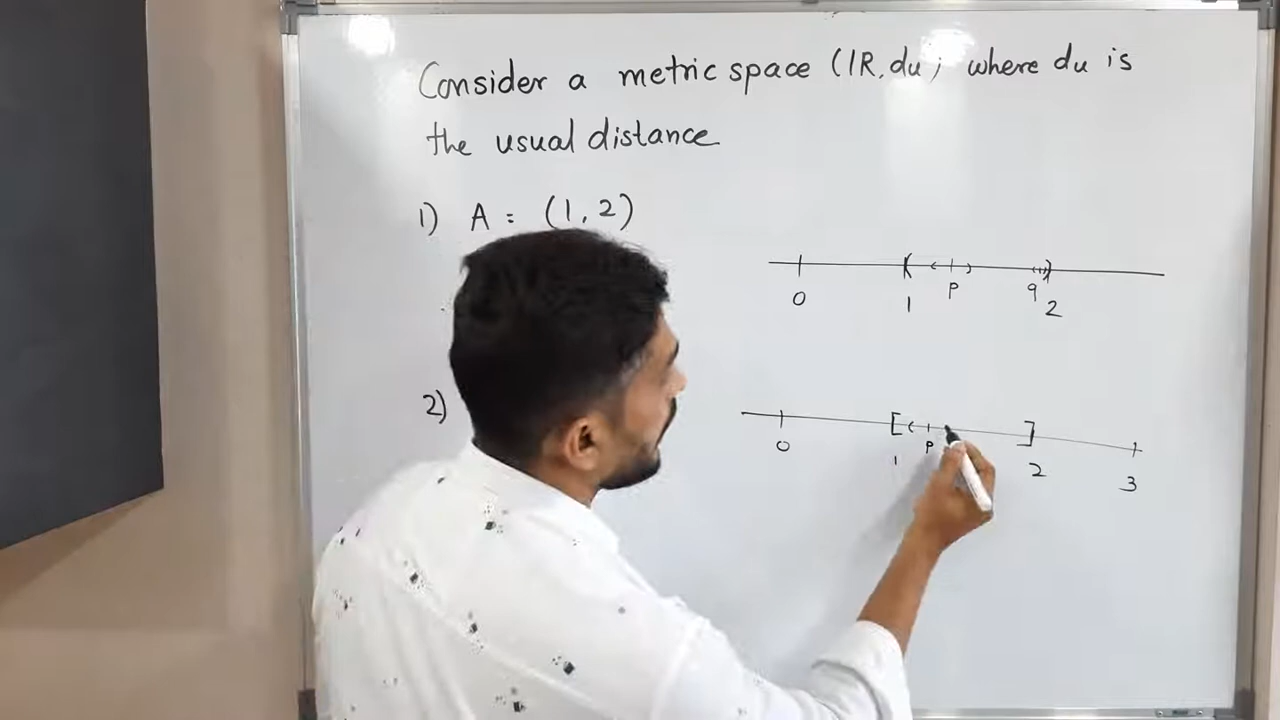 Consider a metric space (IR, du) where du is
the usual distance
1) A = (1, 2)
0 1 P q 2
2)
0 1 P 2 3